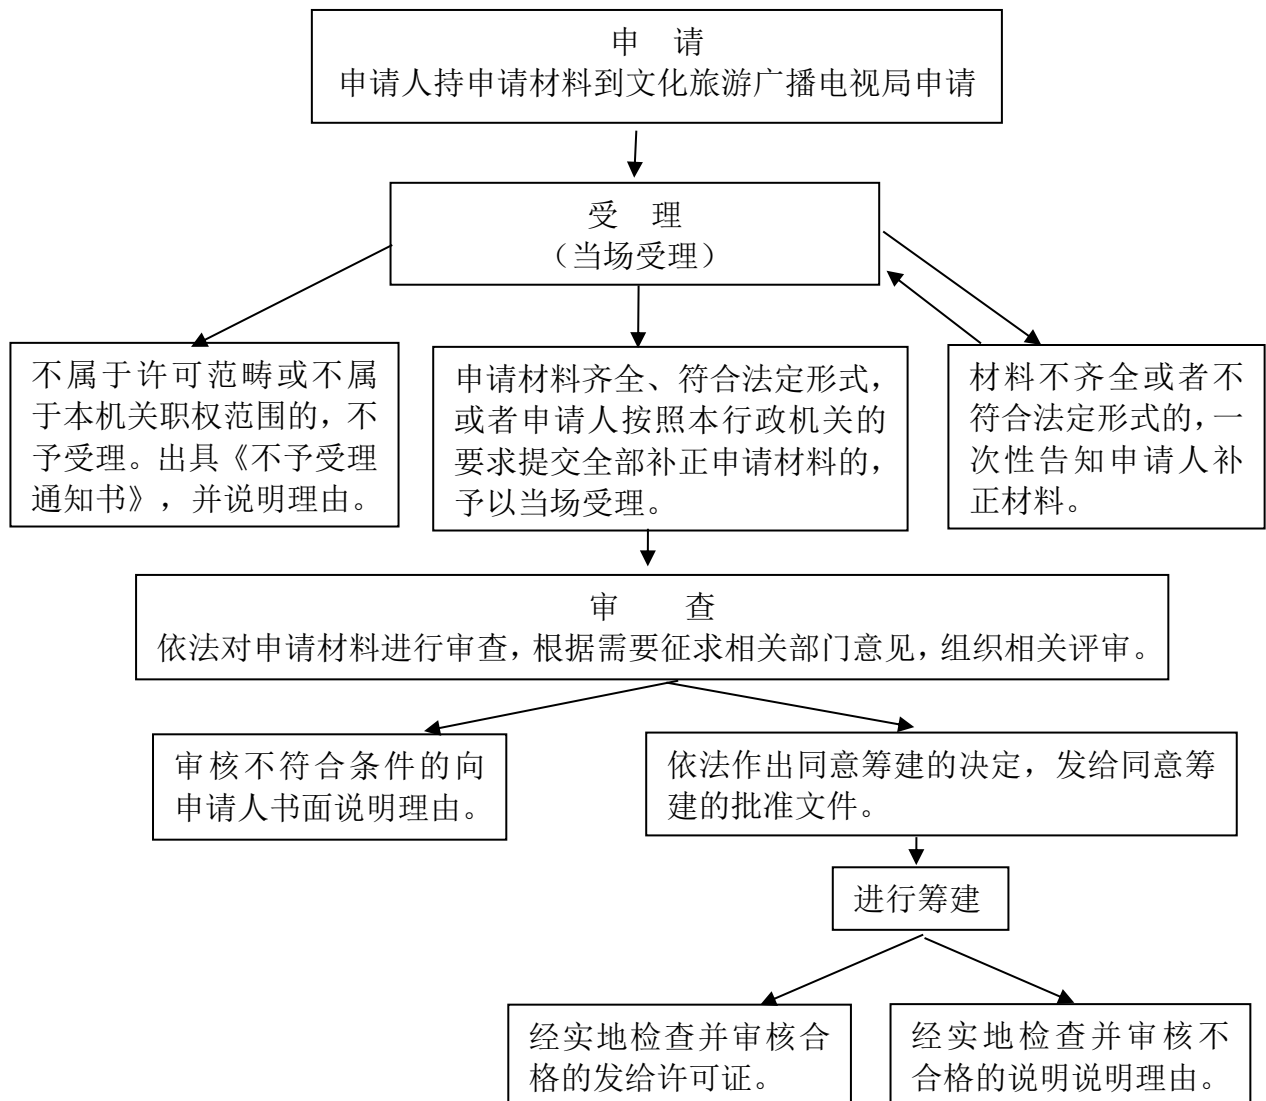 申　请
申请人持申请材料到文化旅游广播电视局申请
受　理
（当场受理）
不属于许可范畴或不属
于本机关职权范围的，不
予受理。出具《不予受理
通知书》，并说明理由。
申请材料齐全、符合法定形式，
或者申请人按照本行政机关的
要求提交全部补正申请材料的，
予以当场受理。
材料不齐全或者不
符合法定形式的，一
次性告知申请人补
正材料。
审　　查
依法对申请材料进行审查，根据需要征求相关部门意见，组织相关评审。
审核不符合条件的向
申请人书面说明理由。
依法作出同意筹建的决定，发给同意筹
建的批准文件。
进行筹建
经实地检查并审核合
格的发给许可证。
经实地检查并审核不
合格的说明说明理由。